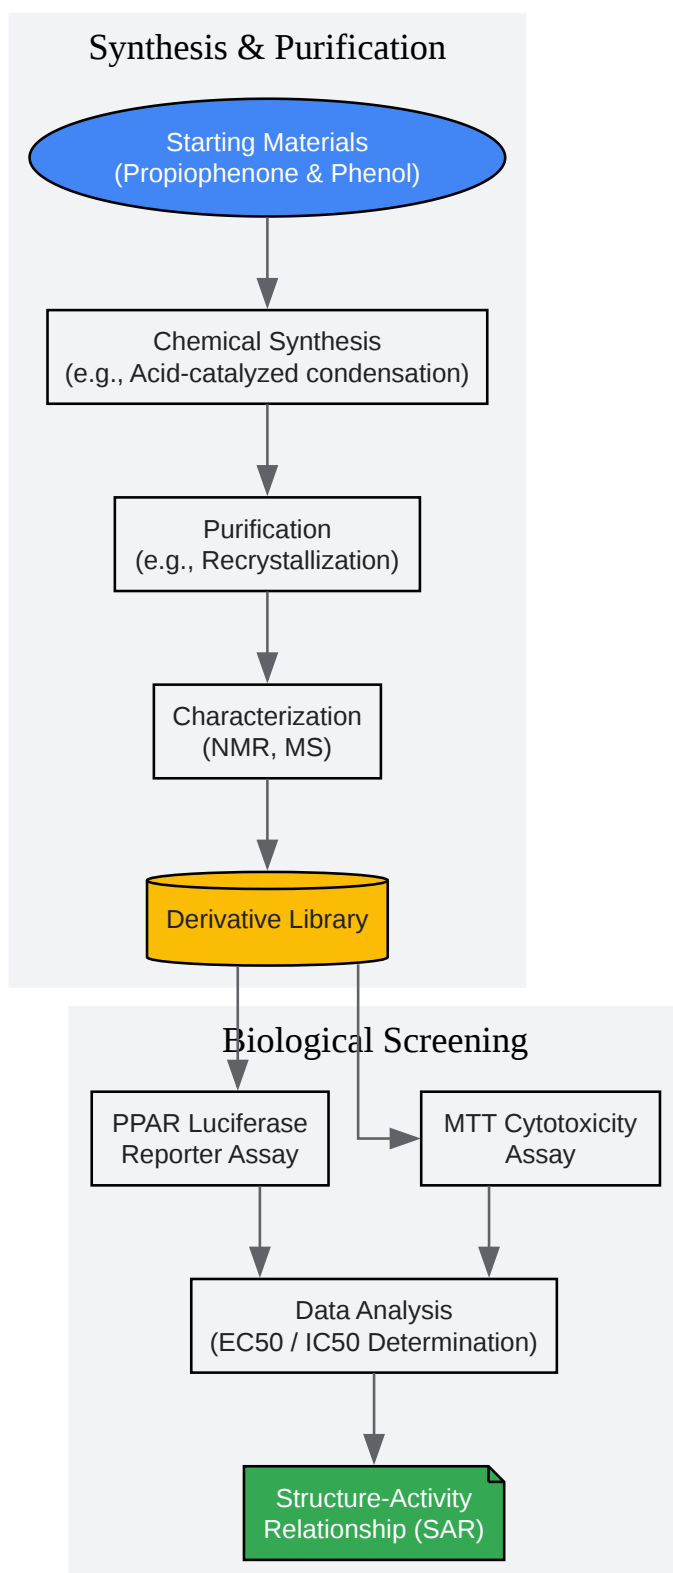 Synthesis & Purification
Starting Materials
(Propiophenone & Phenol)
Chemical Synthesis
(e.g., Acid-catalyzed condensation)
Purification
(e.g., Recrystallization)
Characterization
(NMR, MS)
Derivative Library
Biological Screening
PPAR Luciferase
Reporter Assay
MTT Cytotoxicity
Assay
Data Analysis
(EC50 / IC50 Determination)
Structure-Activity
Relationship (SAR)